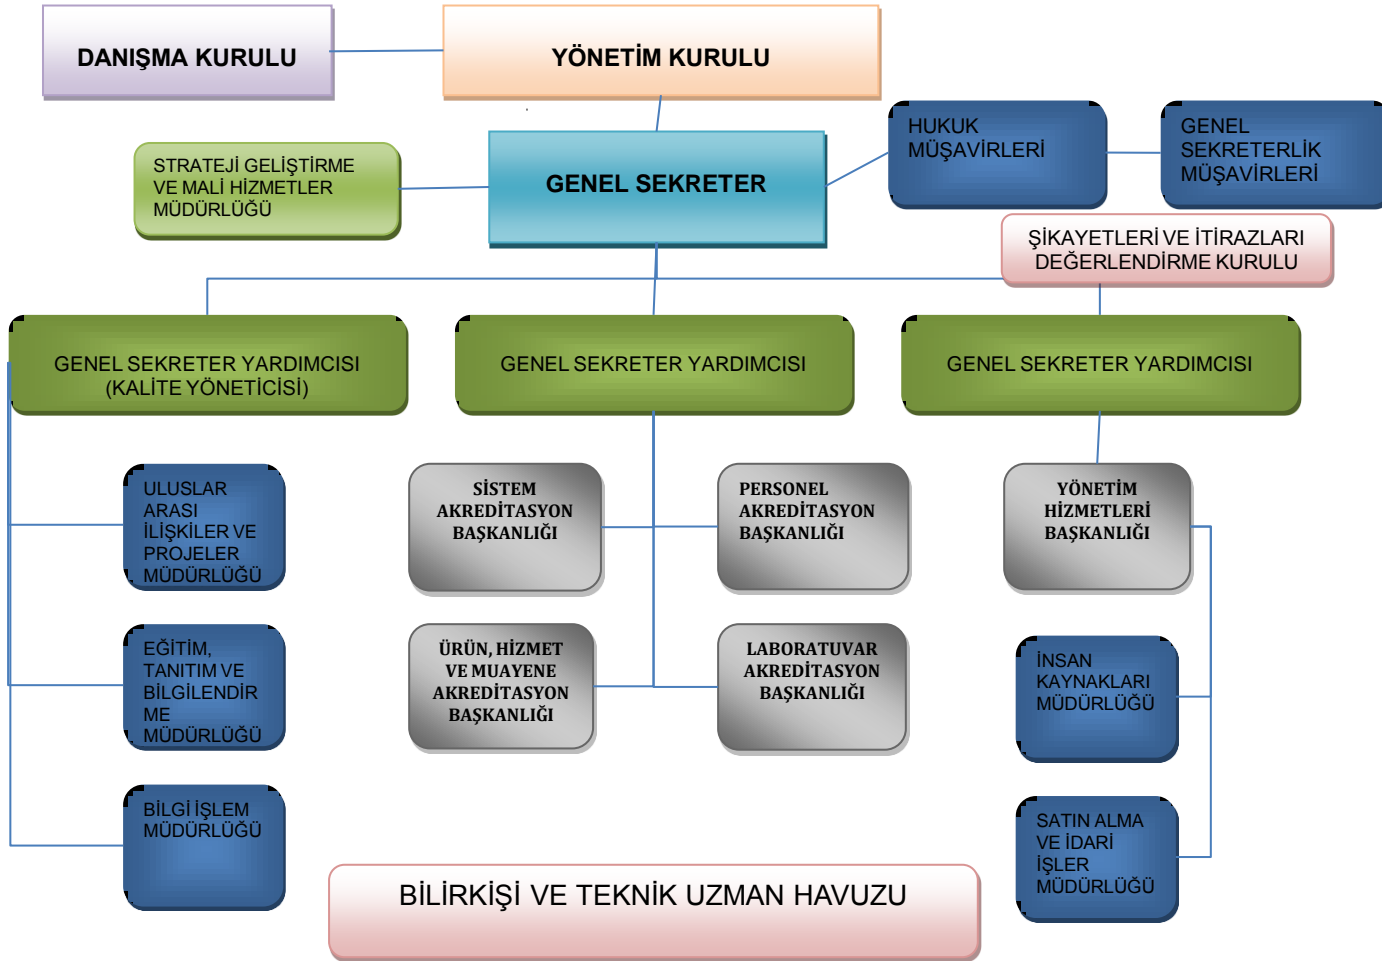 DANIŞMA KURULU
YÖNETİM KURULU
HUKUK
MÜŞAVİRLERİ
GENEL
SEKRETERLİK
MÜŞAVİRLERİ
STRATEJİ GELİŞTİRME
VE MALİ HİZMETLER
MÜDÜRLÜĞÜ
GENEL SEKRETER
ŞİKAYETLERİ VE İTİRAZLARI
DEĞERLENDİRME KURULU
GENEL SEKRETER YARDIMCISI
(KALİTE YÖNETİCİSİ)
GENEL SEKRETER YARDIMCISI
GENEL SEKRETER YARDIMCISI
ULUSLAR
ARASI
İLİŞKİLER VE
PROJELER
MÜDÜRLÜĞÜ
SİSTEM
AKREDİTASYON
BAŞKANLIĞI
PERSONEL
AKREDİTASYON
BAŞKANLIĞI
YÖNETİM
HİZMETLERİ
BAŞKANLIĞI
EĞİTİM,
TANITIM VE
BİLGİLENDİR
ME
MÜDÜRLÜĞÜ
ÜRÜN, HİZMET
VE MUAYENE
AKREDİTASYON
BAŞKANLIĞI
LABORATUVAR
AKREDİTASYON
BAŞKANLIĞI
İNSAN
KAYNAKLARI
MÜDÜRLÜĞÜ
BİLGİ İŞLEM
MÜDÜRLÜĞÜ
SATIN ALMA
VE İDARİ
İŞLER
MÜDÜRLÜĞÜ
BİLİRKİŞİ VE TEKNİK UZMAN HAVUZU